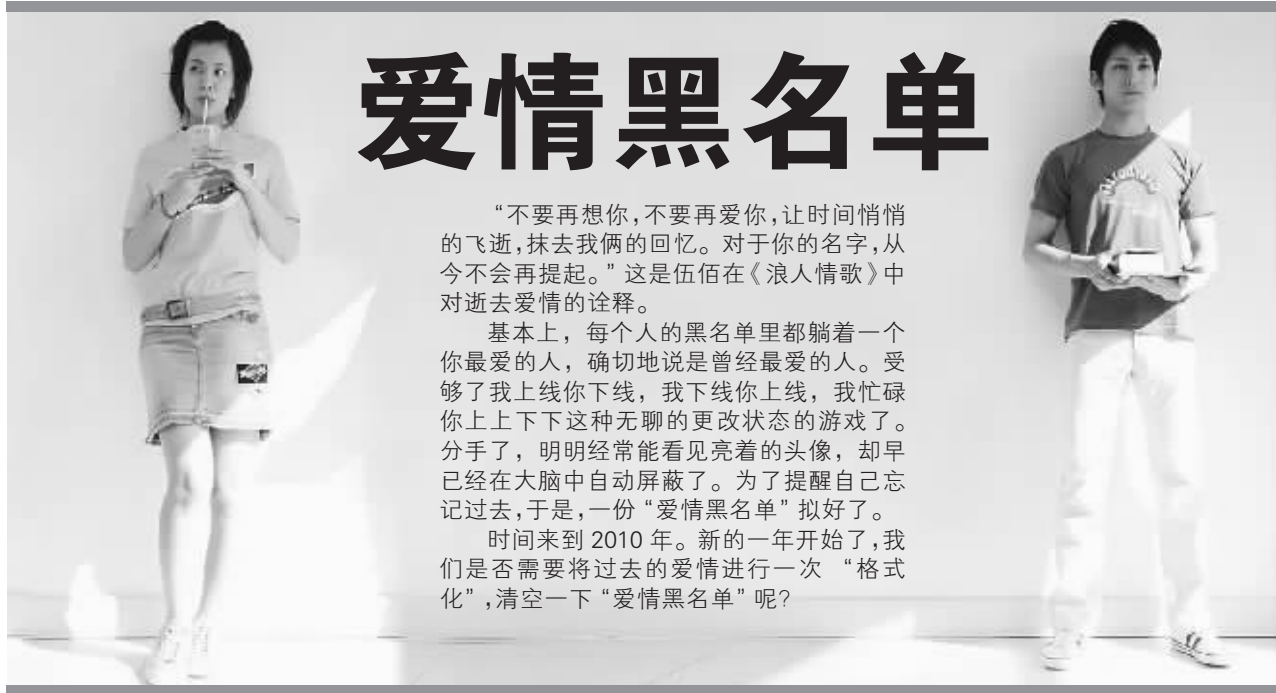 爱情黑名单
“不要再想你,不要再爱你,让时间悄悄
的飞逝,抹去我俩的回忆。对于你的名字,从
今不会再提起。”这是伍佰在《浪人情歌》中
对逝去爱情的诠释。
基本上，每个人的黑名单里都躺着一个
你最爱的人，确切地说是曾经最爱的人。受
够了我上线你下线，我下线你上线，我忙碌
你上上下下这种无聊的更改状态的游戏了。
分手了，明明经常能看见亮着的头像，却早
已经在大脑中自动屏蔽了。为了提醒自己忘
记过去,于是,一份“爱情黑名单”拟好了。
时间来到 2010 年。新的一年开始了,我
们是否需要将过去的爱情进行一次 “格式
化”,清空一下“爱情黑名单”呢?